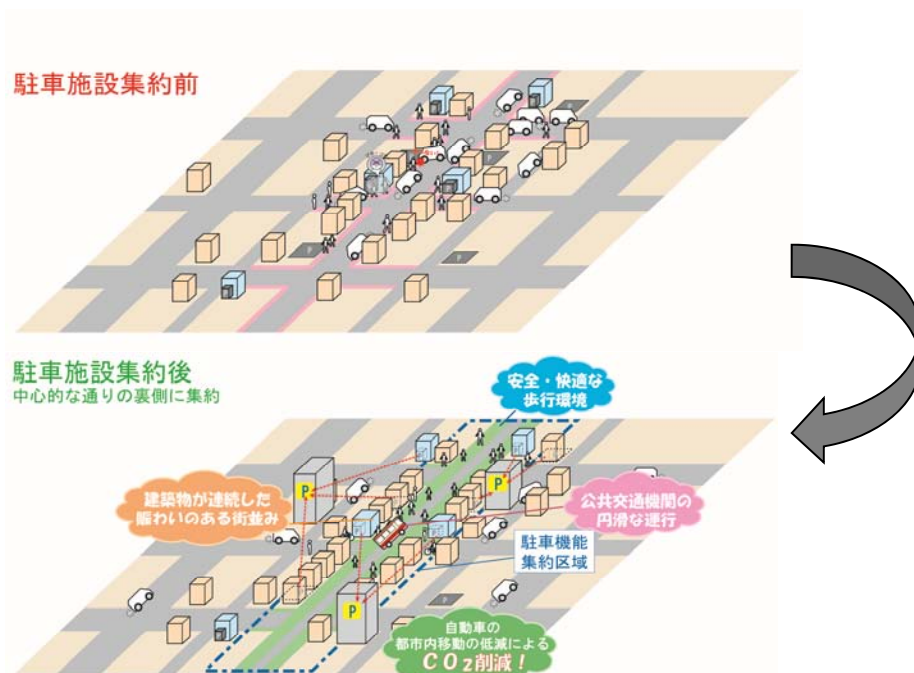 駐車施設集約前
P
P
P
P
駐車施設集約後
中心的な通りの裏側に集約
安全・快適な
歩行環境
建築物が連続した
賑わいのある街並み
P
P
公共交通機関の
円滑な運行
駐車機能
集約区域
P
P
自動車の
都市内移動の低減による
CO₂削減！